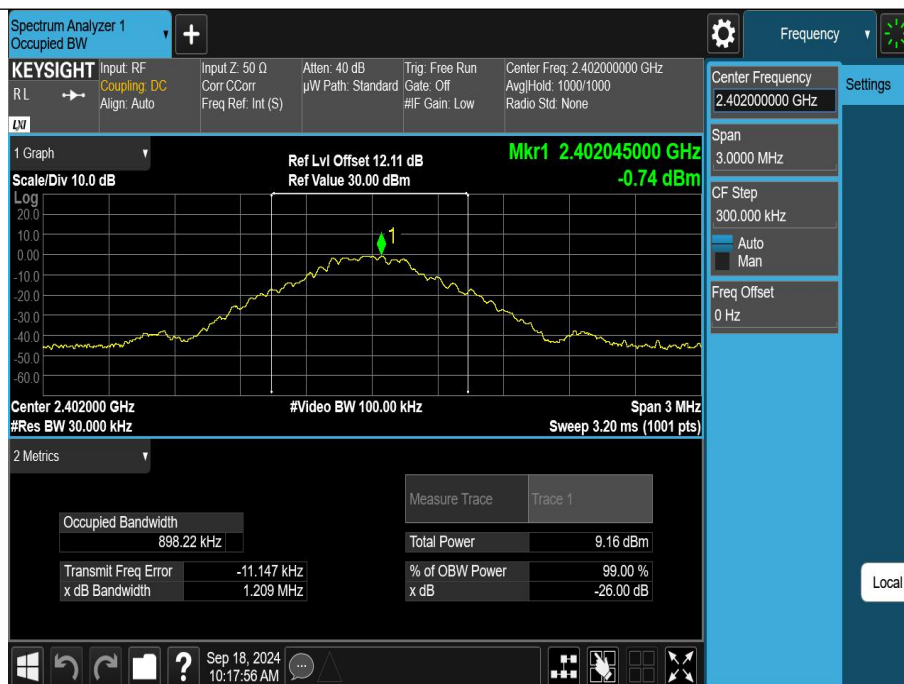 Spectrum Analyzer 1
Occupied BW
▼
+
Frequency
▼
KEYSIGHT
RL
LXI
Input: RF
Coupling: DC
Align: Auto
Input Z: 50 Ω
Corr CCorr
Freq Ref: Int (S)
Atten: 40 dB
µW Path: Standard
Trig: Free Run
Gate: Off
#IF Gain: Low
Center Freq: 2.402000000 GHz
Avg|Hold: 1000/1000
Radio Std: None
Center Frequency
2.402000000 GHz
Settings
Span
3.0000 MHz
CF Step
300.000 kHz
Auto
Man
Freq Offset
0 Hz
Local
1 Graph
▼
Scale/Div 10.0 dB
Ref Lvl Offset 12.11 dB
Ref Value 30.00 dBm
Mkr1 2.402045000 GHz
-0.74 dBm
Log
20.0
10.0
0.00
-10.0
-20.0
-30.0
-40.0
-50.0
-60.0
1
Center 2.402000 GHz
#Video BW 100.00 kHz
Span 3 MHz
#Res BW 30.000 kHz
Sweep 3.20 ms (1001 pts)
2 Metrics
▼
Measure Trace Trace 1
Occupied Bandwidth
898.22 kHz
Total Power 9.16 dBm
Transmit Freq Error -11.147 kHz
% of OBW Power 99.00 %
x dB Bandwidth 1.209 MHz
x dB -26.00 dB
?
Sep 18, 2024
10:17:56 AM